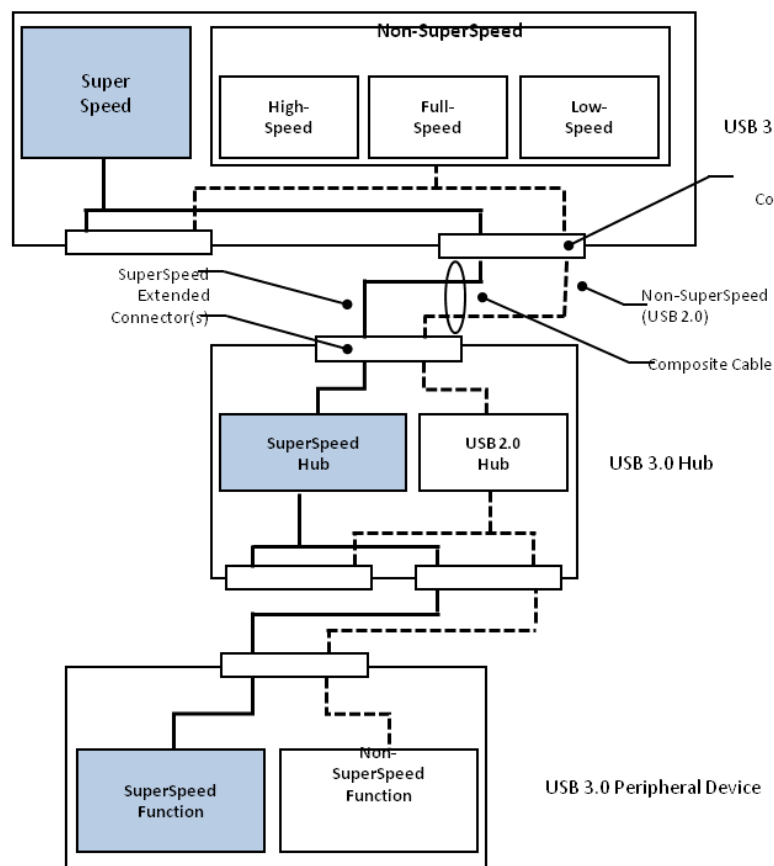 Non-SuperSpeed
Super
Speed
High-
Speed
Full-
Speed
Low-
Speed
USB 3
Co
SuperSpeed
Extended
Connector(s)
Non-SuperSpeed
(USB 2.0)
Composite Cable
SuperSpeed
Hub
USB 2.0
Hub
USB 3.0 Hub
Non-
SuperSpeed
Function
SuperSpeed
Function
USB 3.0 Peripheral Device